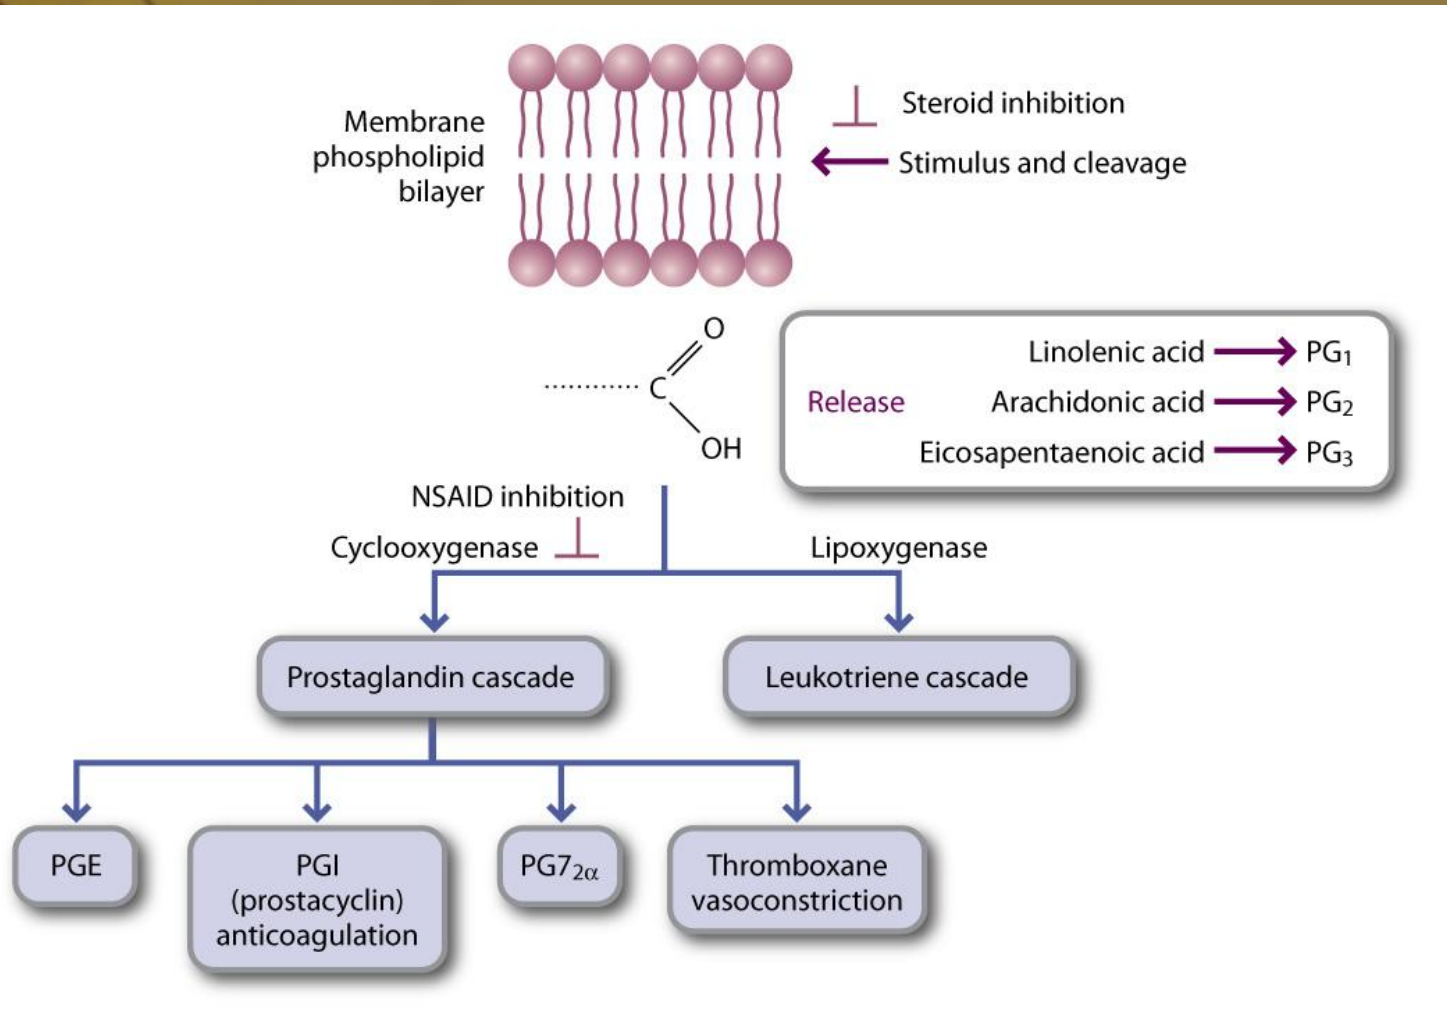 Membrane
phospholipid
bilayer
Steroid inhibition
Stimulus and cleavage
O
C
OH
Release
Linolenic acid PG₁
Arachidonic acid PG₂
Eicosapentaenoic acid PG₃
NSAID inhibition
Cyclooxygenase
Lipoxygenase
Prostaglandin cascade
Leukotriene cascade
PGE
PGI
(prostacyclin)
anticoagulation
PG7₂α
Thromboxane
vasoconstriction